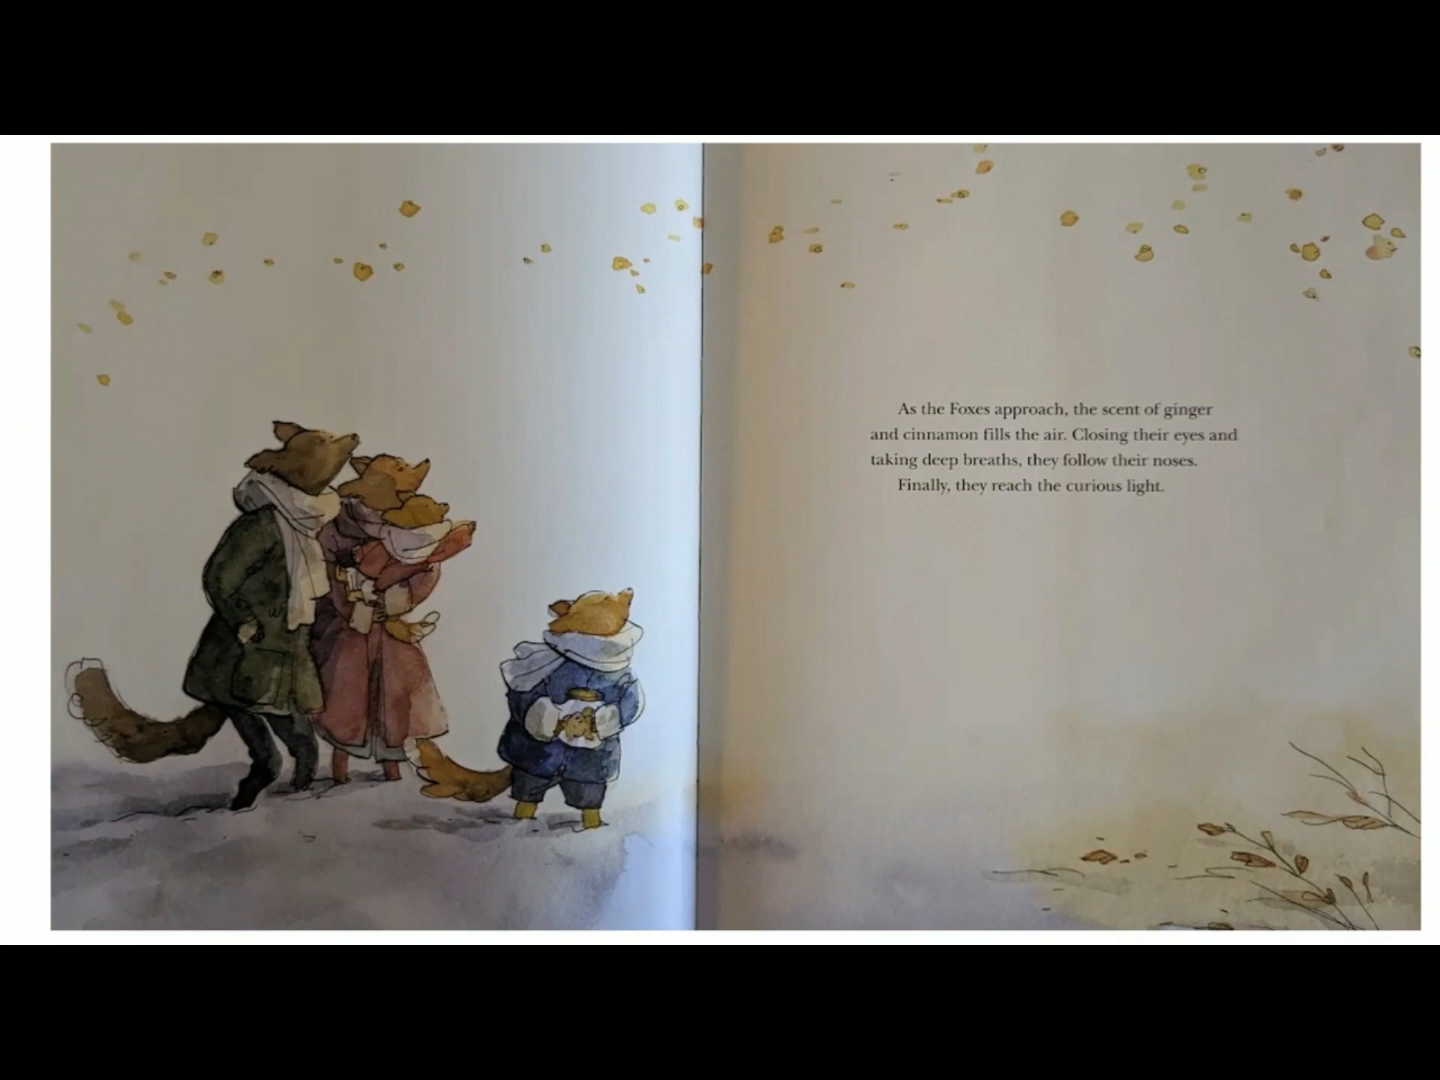 As the Foxes approach, the scent of ginger
and cinnamon fills the air. Closing their eyes and
taking deep breaths, they follow their noses.
Finally, they reach the curious light.